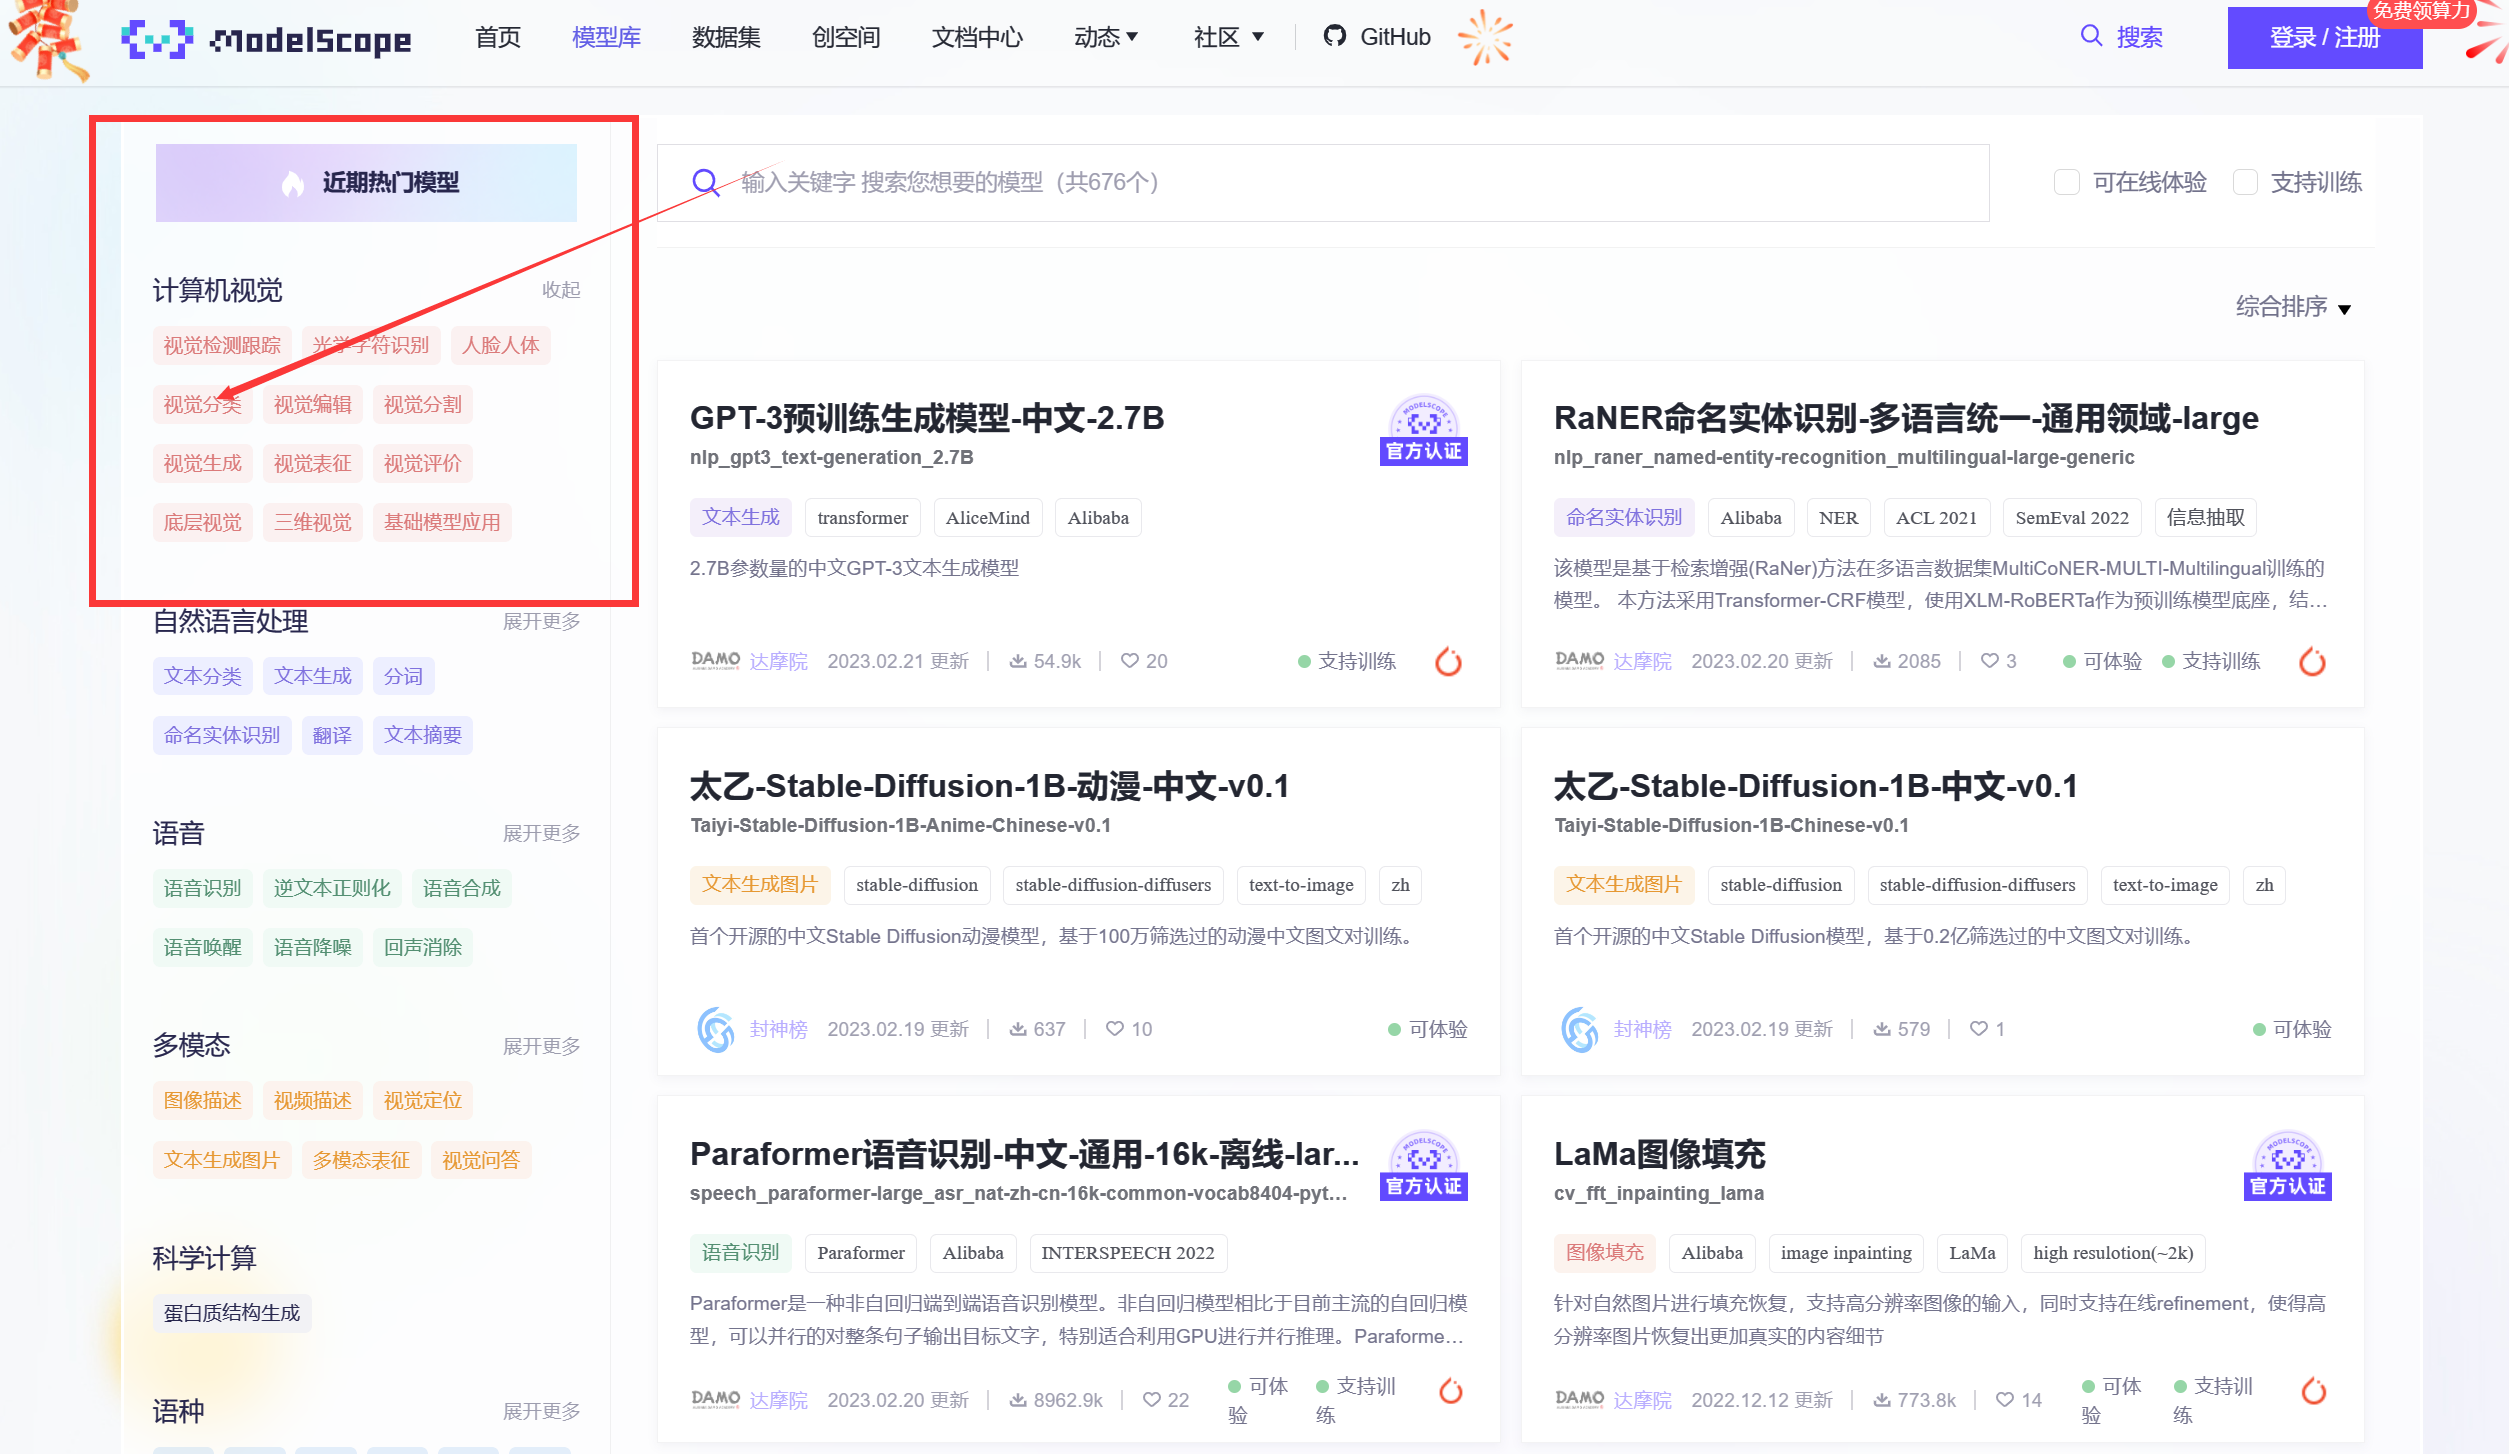 ModelScope
首页 模型库 数据集 创空间 文档中心 动态 社区 GitHub
搜索
登录 / 注册
免费领算力
近期热门模型
计算机视觉 收起
视觉检测跟踪 光学字符识别 人脸人体
视觉分类 视觉编辑 视觉分割
视觉生成 视觉表征 视觉评价
底层视觉 三维视觉 基础模型应用
自然语言处理 展开更多
文本分类 文本生成 分词
命名实体识别 翻译 文本摘要
语音 展开更多
语音识别 逆文本正则化 语音合成
语音唤醒 语音降噪 回声消除
多模态 展开更多
图像描述 视频描述 视觉定位
文本生成图片 多模态表征 视觉问答
科学计算
蛋白质结构生成
语种 展开更多
输入关键字 搜索您想要的模型（共676个）
可在线体验 支持训练
综合排序
GPT-3预训练生成模型-中文-2.7B
nlp_gpt3_text-generation_2.7B
MODELSCOPE
官方认证
文本生成 transformer AliceMind Alibaba
2.7B参数量的中文GPT-3文本生成模型
DAMO 达摩院 2023.02.21 更新 54.9k 20 支持训练
RaNER命名实体识别-多语言统一-通用领域-large
nlp_raner_named-entity-recognition_multilingual-large-generic
命名实体识别 Alibaba NER ACL 2021 SemEval 2022 信息抽取
该模型是基于检索增强(RaNer)方法在多语言数据集MultiCoNER-MULTI-Multilingual训练的
模型。 本方法采用Transformer-CRF模型，使用XLM-RoBERTa作为预训练模型底座，结...
DAMO 达摩院 2023.02.20 更新 2085 3 可体验 支持训练
太乙-Stable-Diffusion-1B-动漫-中文-v0.1
Taiyi-Stable-Diffusion-1B-Anime-Chinese-v0.1
文本生成图片 stable-diffusion stable-diffusion-diffusers text-to-image zh
首个开源的中文Stable Diffusion动漫模型，基于100万筛选过的动漫中文图文对训练。
封神榜 2023.02.19 更新 637 10 可体验
太乙-Stable-Diffusion-1B-中文-v0.1
Taiyi-Stable-Diffusion-1B-Chinese-v0.1
文本生成图片 stable-diffusion stable-diffusion-diffusers text-to-image zh
首个开源的中文Stable Diffusion模型，基于0.2亿筛选过的中文图文对训练。
封神榜 2023.02.19 更新 579 1 可体验
Paraformer语音识别-中文-通用-16k-离线-lar...
speech_paraformer-large_asr_nat-zh-cn-16k-common-vocab8404-pyt...
MODELSCOPE
官方认证
语音识别 Paraformer Alibaba INTERSPEECH 2022
Paraformer是一种非自回归端到端语音识别模型。非自回归模型相比于目前主流的自回归模
型，可以并行的对整条句子输出目标文字，特别适合利用GPU进行并行推理。Paraforme...
DAMO 达摩院 2023.02.20 更新 8962.9k 22 可体
验 支持训
练
LaMa图像填充
cv_fft_inpainting_lama
MODELSCOPE
官方认证
图像填充 Alibaba image inpainting LaMa high resulotion(~2k)
针对自然图片进行填充恢复，支持高分辨率图像的输入，同时支持在线refinement，使得高
分辨率图片恢复出更加真实的内容细节
DAMO 达摩院 2022.12.12 更新 773.8k 14 可体
验 支持训
练